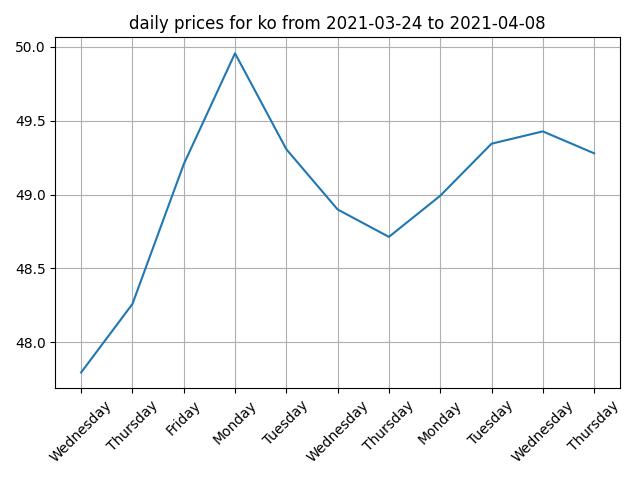 daily prices for ko from 2021-03-24 to 2021-04-08
50.0
49.5
49.0
48.5
48.0
Wednesday
Thursday
Friday
Monday
Tuesday
Wednesday
Thursday
Monday
Tuesday
Wednesday
Thursday